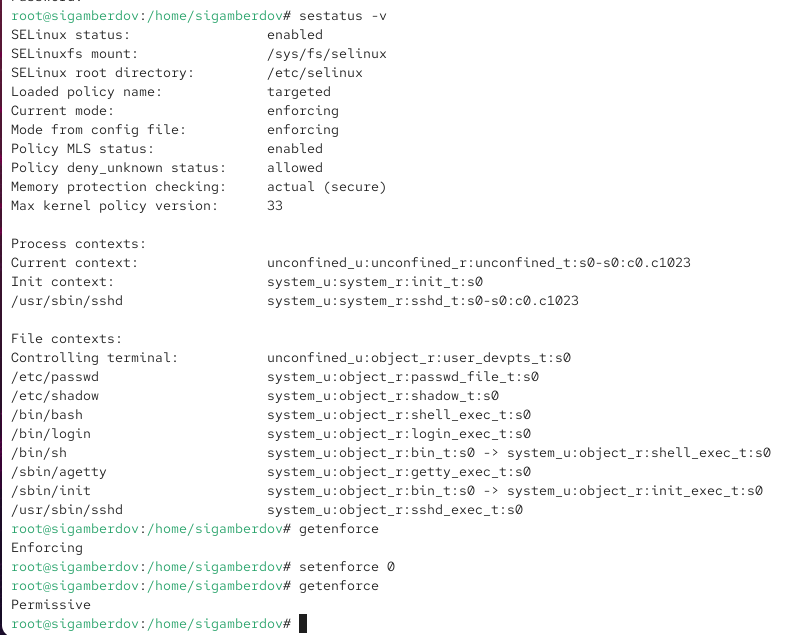 root@sigamberdov:/home/sigamberdov# sestatus -v
SELinux status:                 enabled
SELinuxfs mount:                /sys/fs/selinux
SELinux root directory:         /etc/selinux
Loaded policy name:             targeted
Current mode:                   enforcing
Mode from config file:          enforcing
Policy MLS status:              enabled
Policy deny_unknown status:     allowed
Memory protection checking:     actual (secure)
Max kernel policy version:      33

Process contexts:
Current context:                unconfined_u:unconfined_r:unconfined_t:s0-s0:c0.c1023
Init context:                   system_u:system_r:init_t:s0
/usr/sbin/sshd                  system_u:system_r:sshd_t:s0-s0:c0.c1023

File contexts:
Controlling terminal:           unconfined_u:object_r:user_devpts_t:s0
/etc/passwd                     system_u:object_r:passwd_file_t:s0
/etc/shadow                     system_u:object_r:shadow_t:s0
/bin/bash                       system_u:object_r:shell_exec_t:s0
/bin/login                      system_u:object_r:login_exec_t:s0
/bin/sh                         system_u:object_r:bin_t:s0 -> system_u:object_r:shell_exec_t:s0
/sbin/agetty                    system_u:object_r:getty_exec_t:s0
/sbin/init                      system_u:object_r:bin_t:s0 -> system_u:object_r:init_exec_t:s0
/usr/sbin/sshd                  system_u:object_r:sshd_exec_t:s0
root@sigamberdov:/home/sigamberdov# getenforce
Enforcing
root@sigamberdov:/home/sigamberdov# setenforce 0
root@sigamberdov:/home/sigamberdov# getenforce
Permissive
root@sigamberdov:/home/sigamberdov#